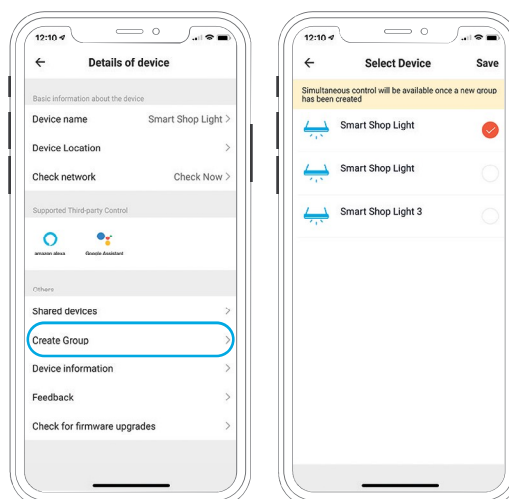 12:10
Details of device
Basic information about the device
Device name Smart Shop Light >
Device Location >
Check network Check Now >
Supported Third-party Control
amazon alexa Google Assistant
Others
Shared devices >
Create Group >
Device information >
Feedback >
Check for firmware upgrades >
12:10
Select Device Save
Simultaneous control will be available once a new group
has been created
Smart Shop Light
Smart Shop Light
Smart Shop Light 3